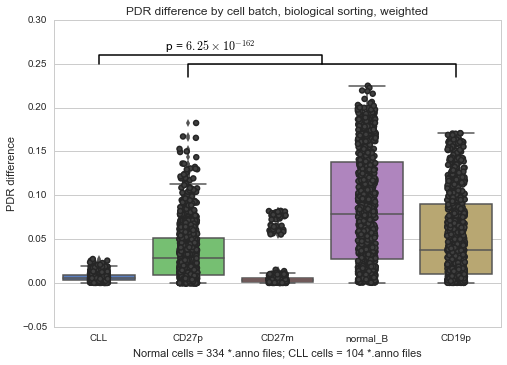 PDR difference by cell batch, biological sorting, weighted
0.30
p = 6.25 × 10^{-162}
0.25
0.20
0.15
0.10
0.05
0.00
−0.05
PDR difference
CLL CD27p CD27m normal_B CD19p
Normal cells = 334 *.anno files; CLL cells = 104 *.anno files